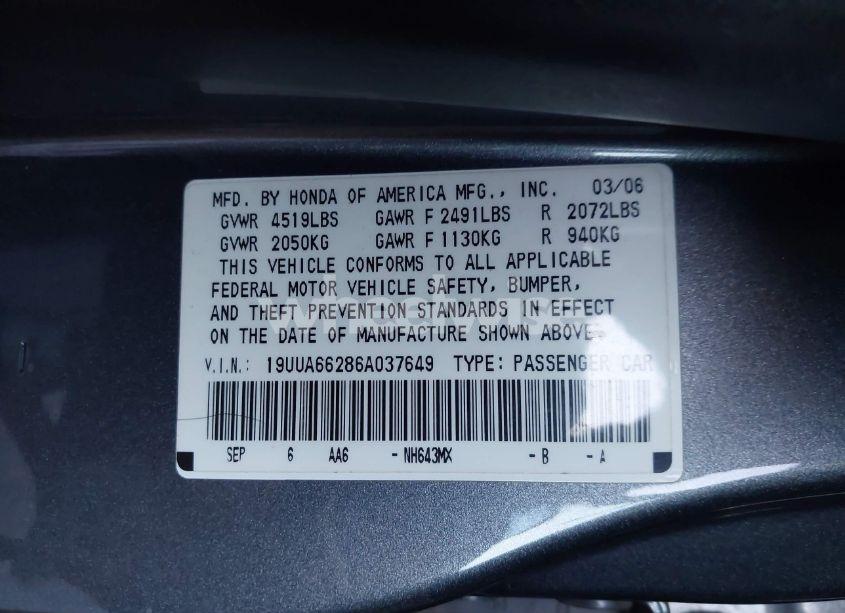 MFD. BY HONDA OF AMERICA MFG., INC. 03/06
GVWR 4519LBS GAWR F 2491LBS R 2072LBS
GVWR 2050KG GAWR F 1130KG R 940KG
THIS VEHICLE CONFORMS TO ALL APPLICABLE
FEDERAL MOTOR VEHICLE SAFETY, BUMPER,
AND THEFT PREVENTION STANDARDS IN EFFECT
ON THE DATE OF MANUFACTURE SHOWN ABOVE.
V.I.N.: 19UUA66286A037649 TYPE: PASSENGER CAR
SEP 6 AA6 -NH643MX -B -A